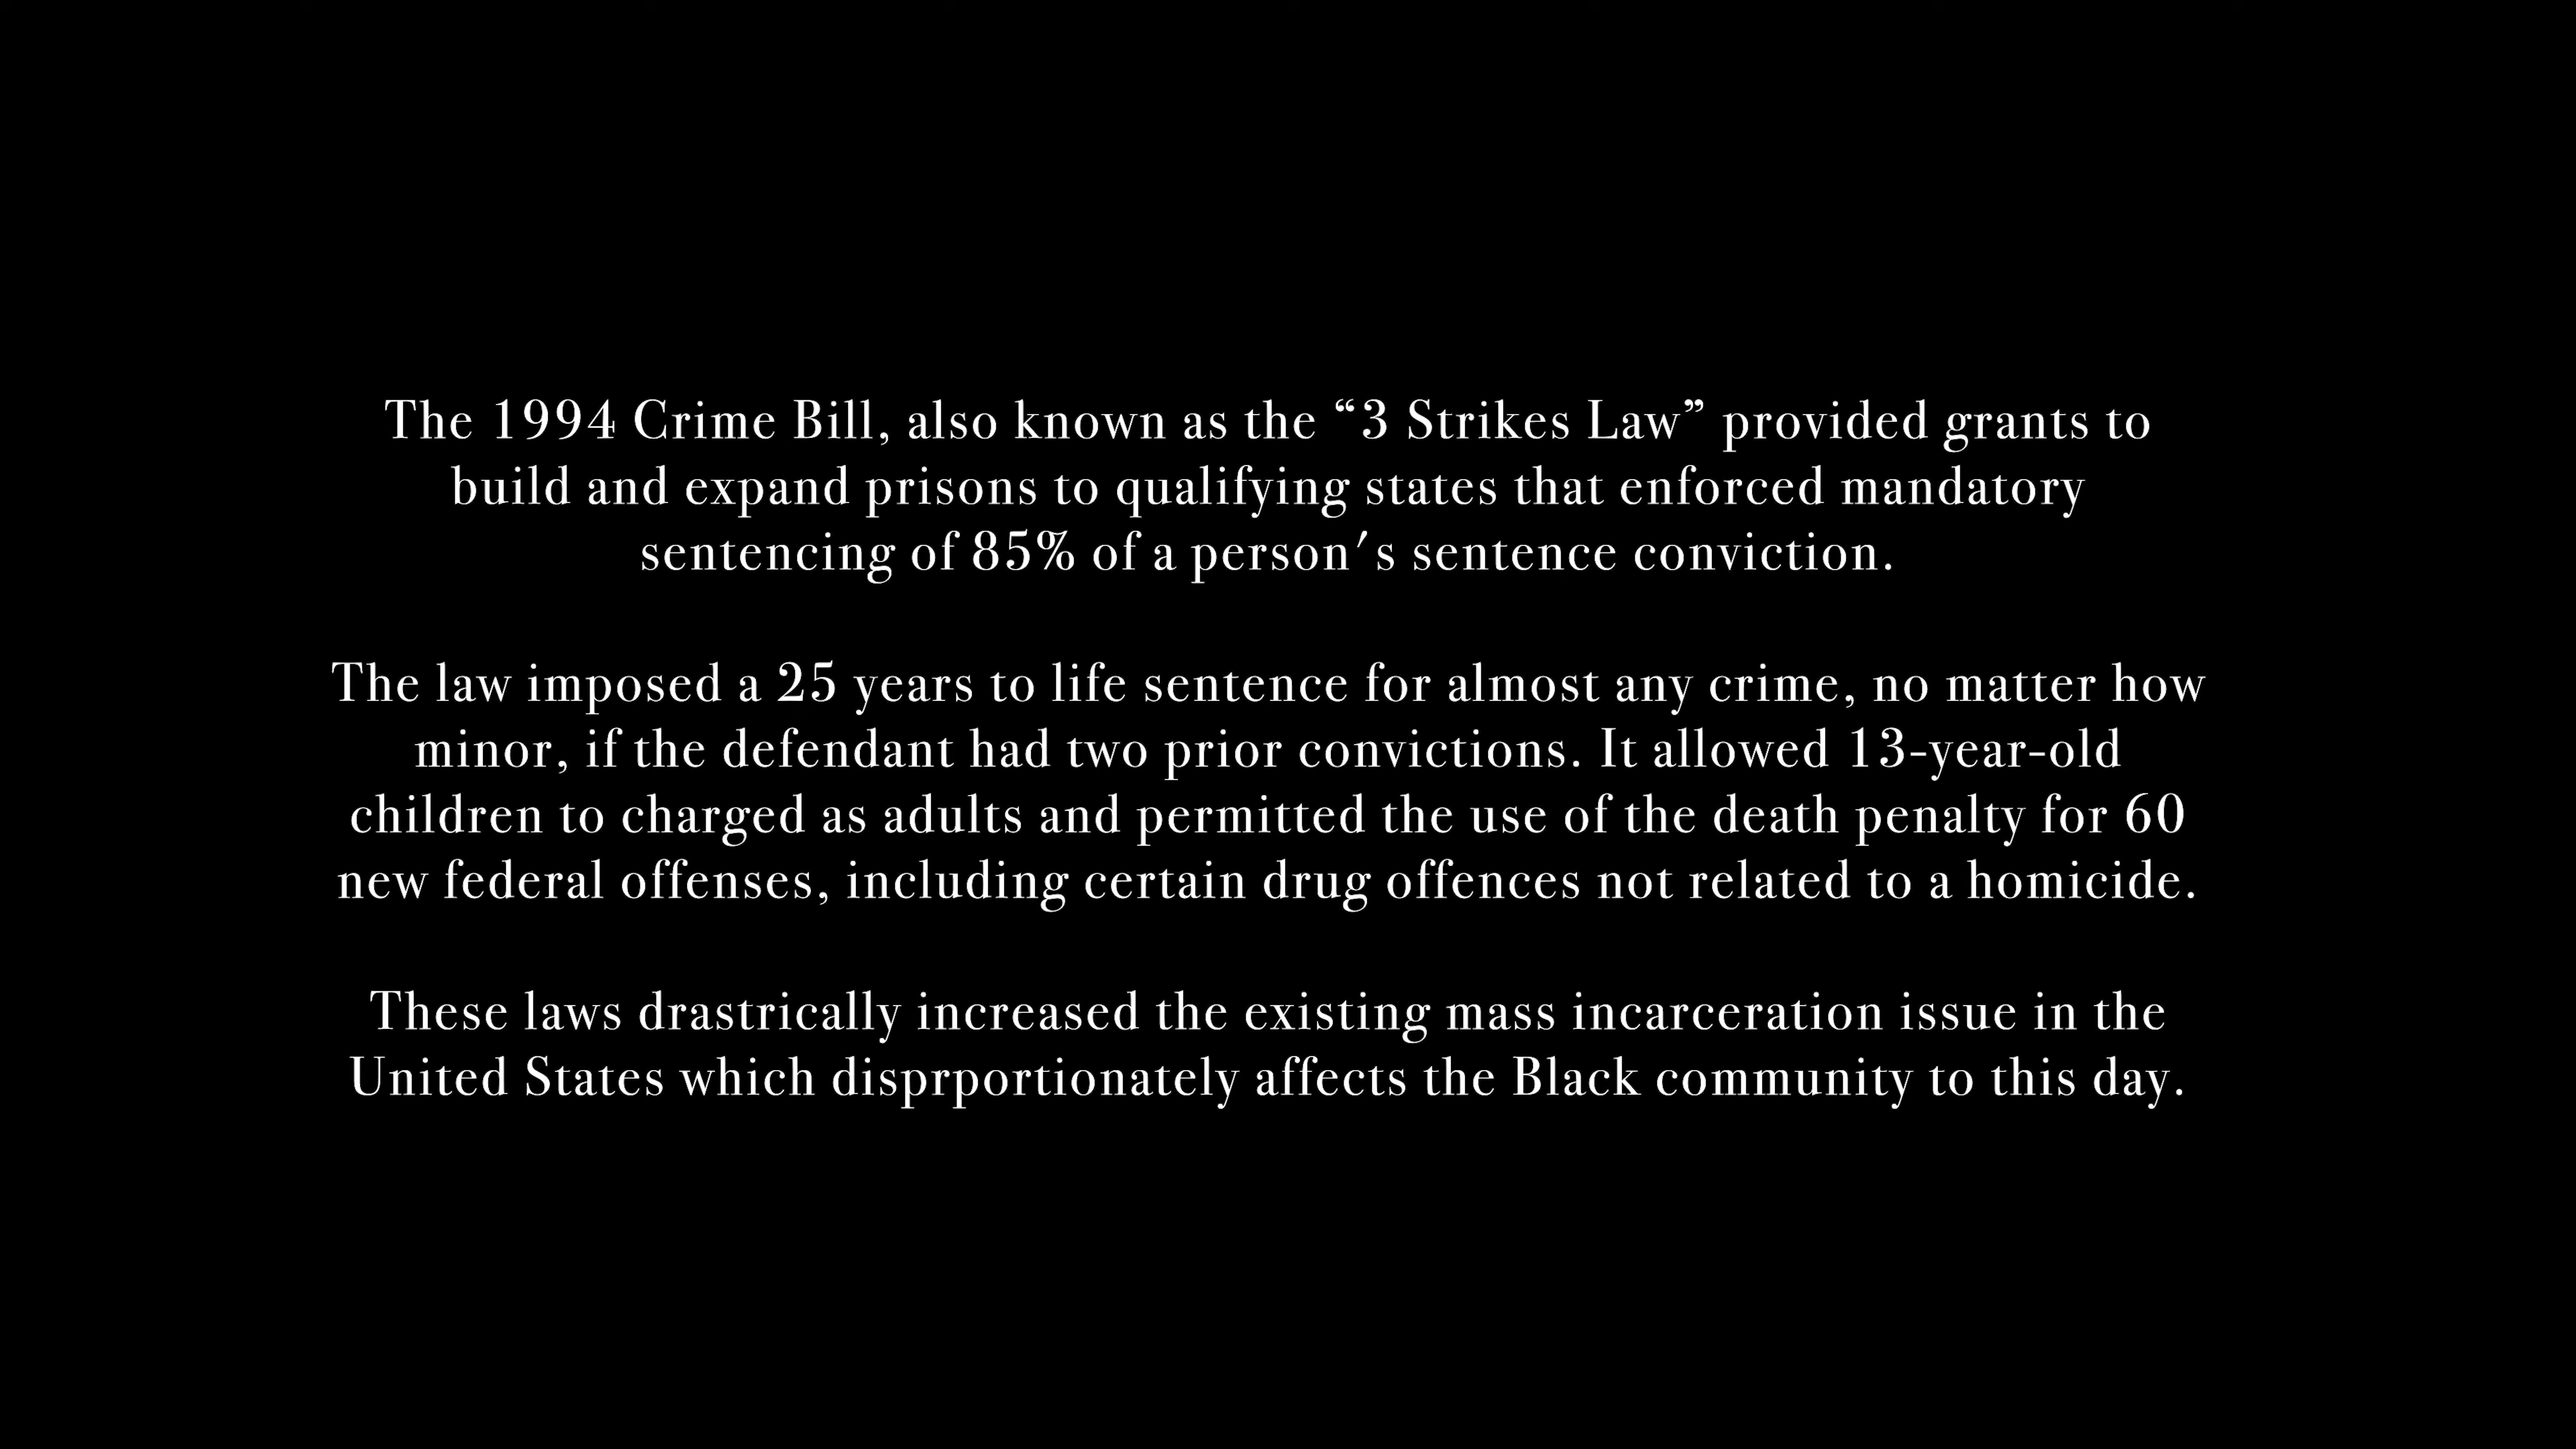 The 1994 Crime Bill, also known as the “3 Strikes Law” provided grants to
build and expand prisons to qualifying states that enforced mandatory
sentencing of 85% of a person's sentence conviction.
The law imposed a 25 years to life sentence for almost any crime, no matter how
minor, if the defendant had two prior convictions. It allowed 13-year-old
children to charged as adults and permitted the use of the death penalty for 60
new federal offenses, including certain drug offences not related to a homicide.
These laws drastrically increased the existing mass incarceration issue in the
United States which disprportionately affects the Black community to this day.